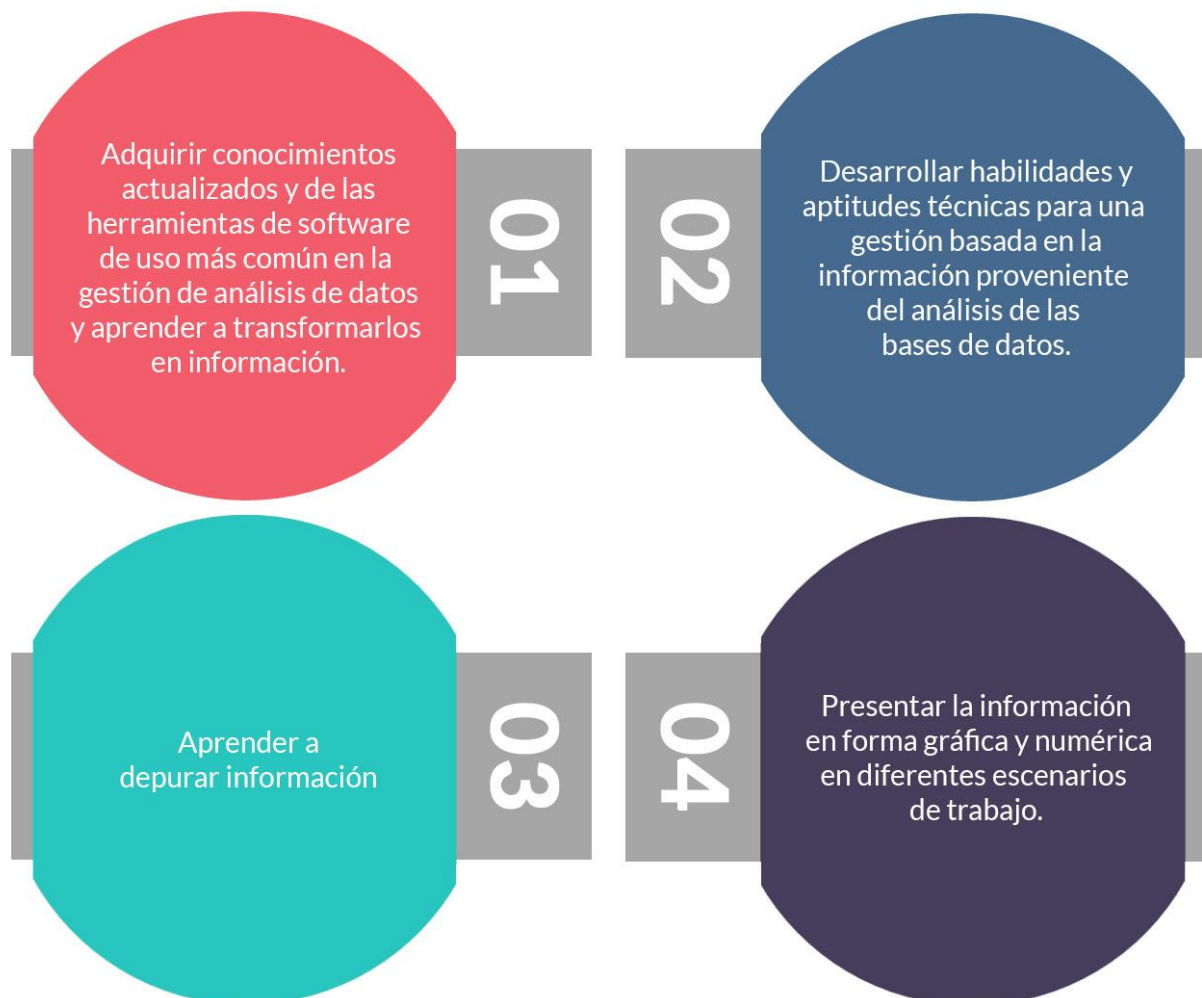 Adquirir conocimientos
actualizados y de las
herramientas de software
de uso más común en la
gestión de análisis de datos
y aprender a transformarlos
en información.
01
02
Desarrollar habilidades y
aptitudes técnicas para una
gestión basada en la
información proveniente
del análisis de las
bases de datos.
Aprender a
depurar información
03
04
Presentar la información
en forma gráfica y numérica
en diferentes escenarios
de trabajo.